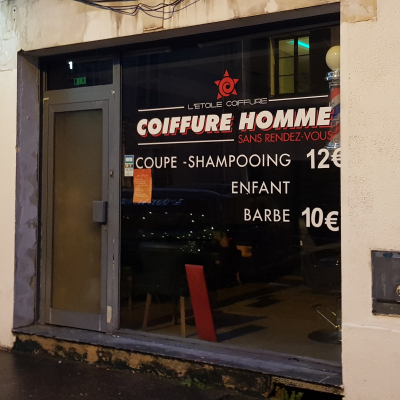 L'ETOILE COIFFURE
COIFFURE HOMME
SANS RENDEZ-VOUS
COUPE -SHAMPOOING 12€
ENFANT
BARBE 10€